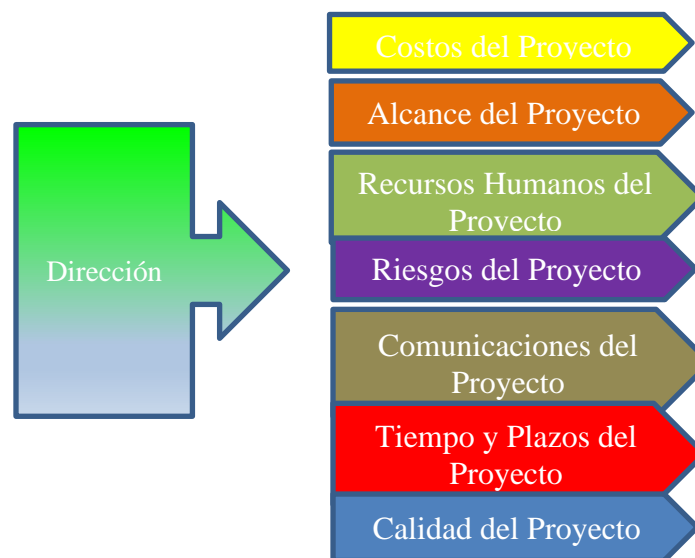 Costos del Proyecto
Alcance del Proyecto
Recursos Humanos del
Proyecto
Dirección
Riesgos del Proyecto
Comunicaciones del
Proyecto
Tiempo y Plazos del
Proyecto
Calidad del Proyecto